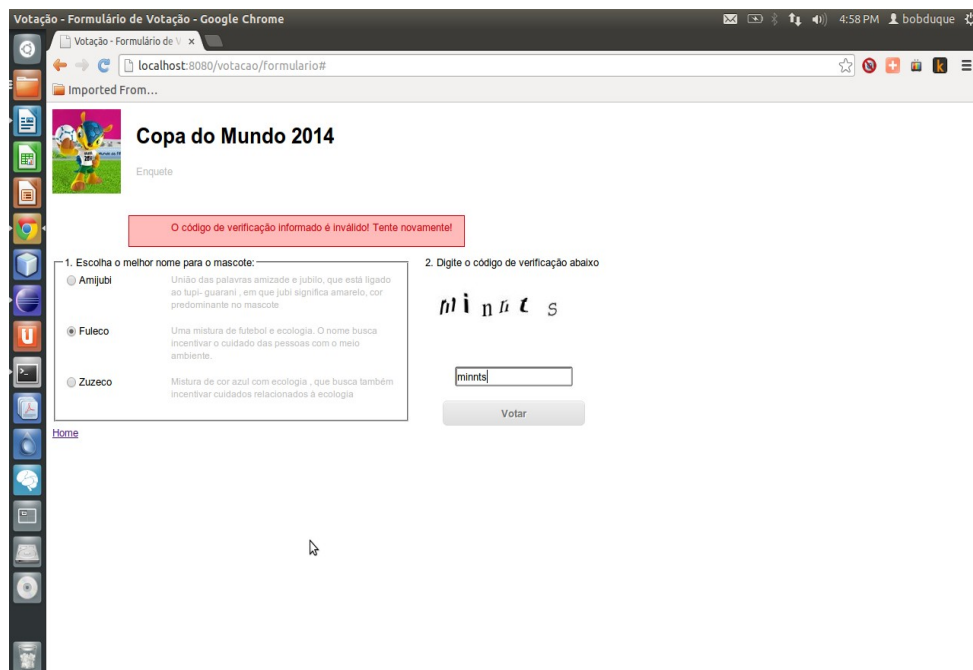 Votação - Formulário de Votação - Google Chrome
4:58 PM bobduque
Votação - Formulário de V
localhost:8080/votacao/formulario#
Imported From...
Copa do Mundo 2014
Enquete
O código de verificação informado é inválido! Tente novamente!
1. Escolha o melhor nome para o mascote:
Amijubi
União das palavras amizade e jubilo, que está ligado
ao tupi- guarani , em que jubi significa amarelo, cor
predominante no mascote
Fuleco
Uma mistura de futebol e ecologia. O nome busca
incentivar o cuidado das pessoas com o meio
ambiente.
Zuzeco
Mistura de cor azul com ecologia , que busca também
incentivar cuidados relacionados à ecologia
Home
2. Digite o código de verificação abaixo
minnts
minnts
Votar